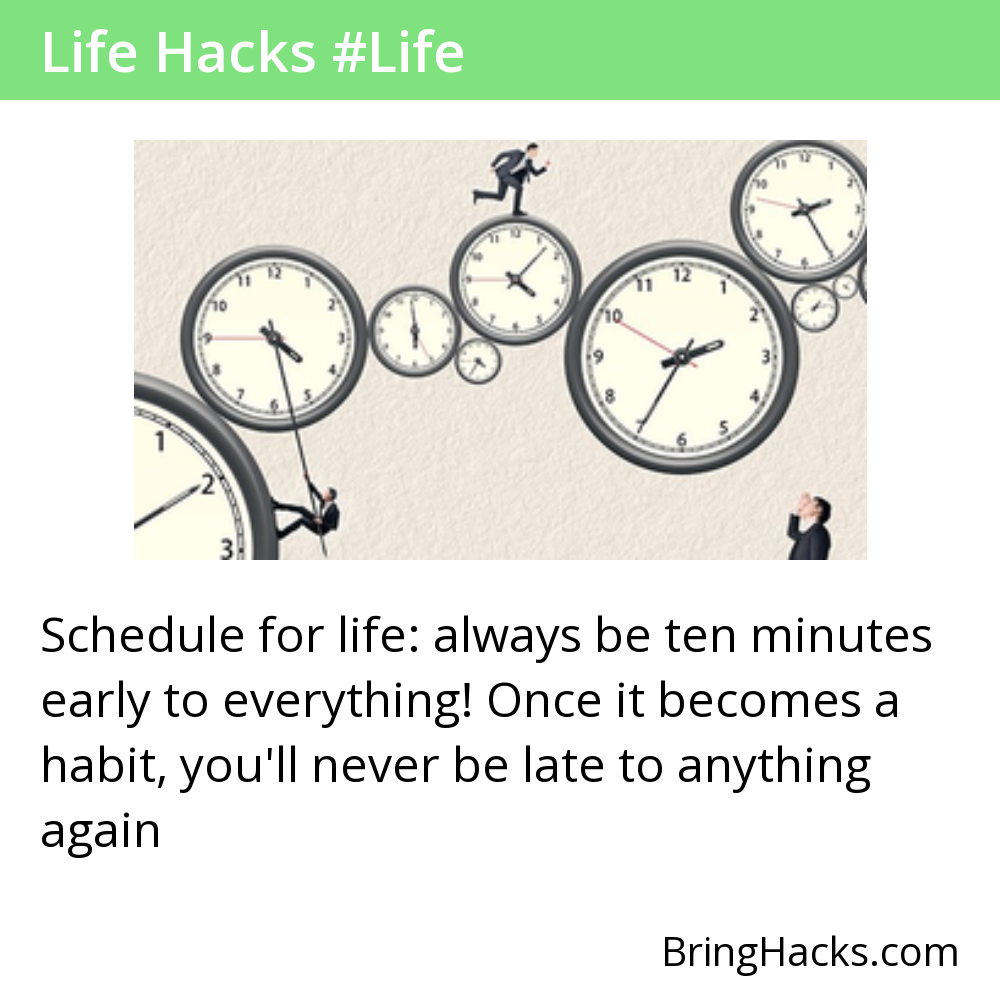 Life Hacks #Life
Schedule for life: always be ten minutes
early to everything! Once it becomes a
habit, you'll never be late to anything
again
BringHacks.com